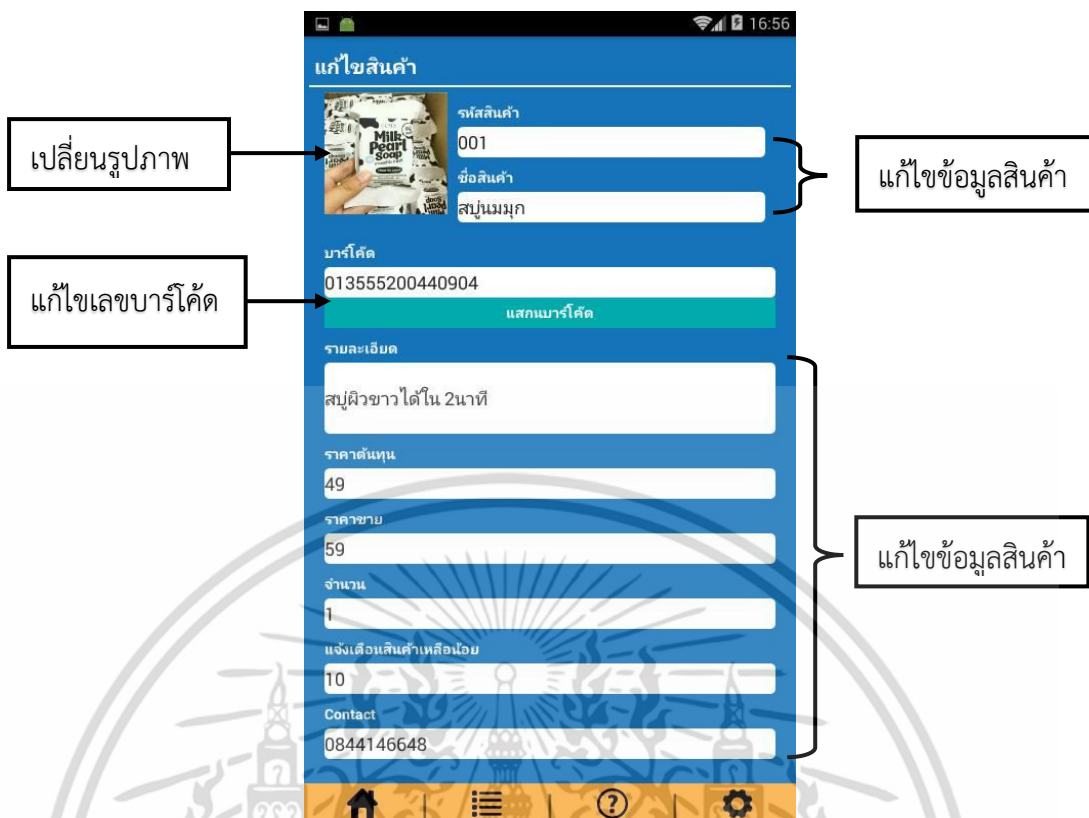 16:56
แก้ไขสินค้า
เปลี่ยนรูปภาพ
Milk
Pearl
Soap
รหัสสินค้า
001
ชื่อสินค้า
สบู่นมมุก
แก้ไขข้อมูลสินค้า
บาร์โค๊ด
013555200440904
แสกนบาร์โค๊ด
แก้ไขเลขบาร์โค้ด
รายละเอียด
สบู่ผิวขาวได้ใน 2นาที
ราคาต้นทุน
49
ราคาขาย
59
แก้ไขข้อมูลสินค้า
จำนวน
1
แจ้งเตือนสินค้าเหลือน้อย
10
Contact
0844146648